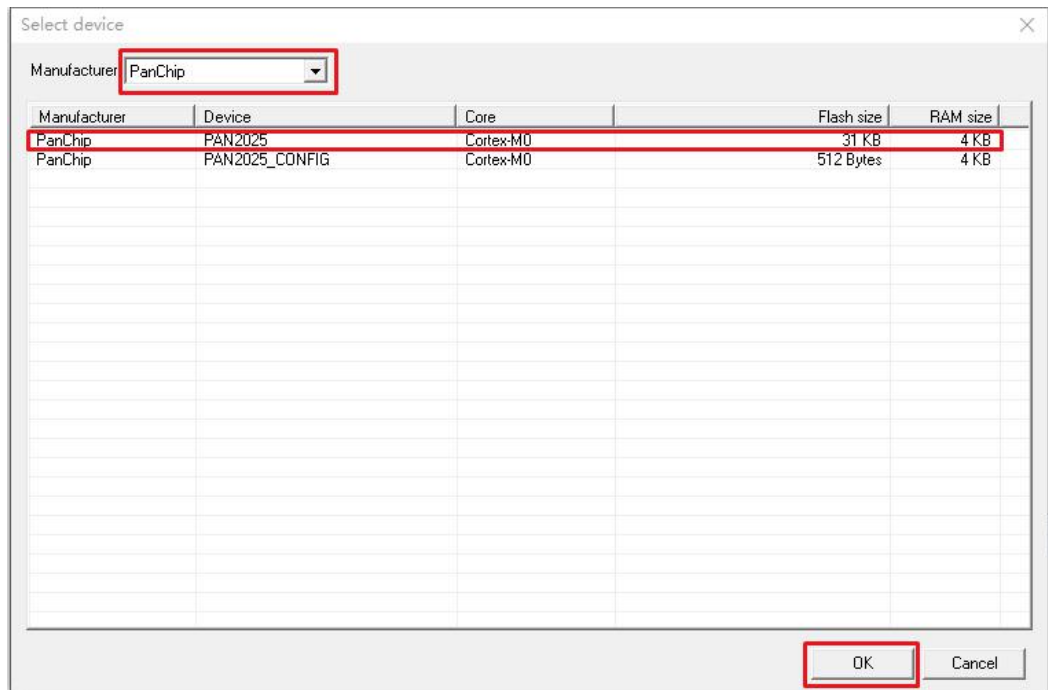 Select device
Manufacturer PanChip
Manufacturer Device Core Flash size RAM size
PanChip PAN2025 Cortex-M0 31 KB 4 KB
PanChip PAN2025_CONFIG Cortex-M0 512 Bytes 4 KB
OK Cancel